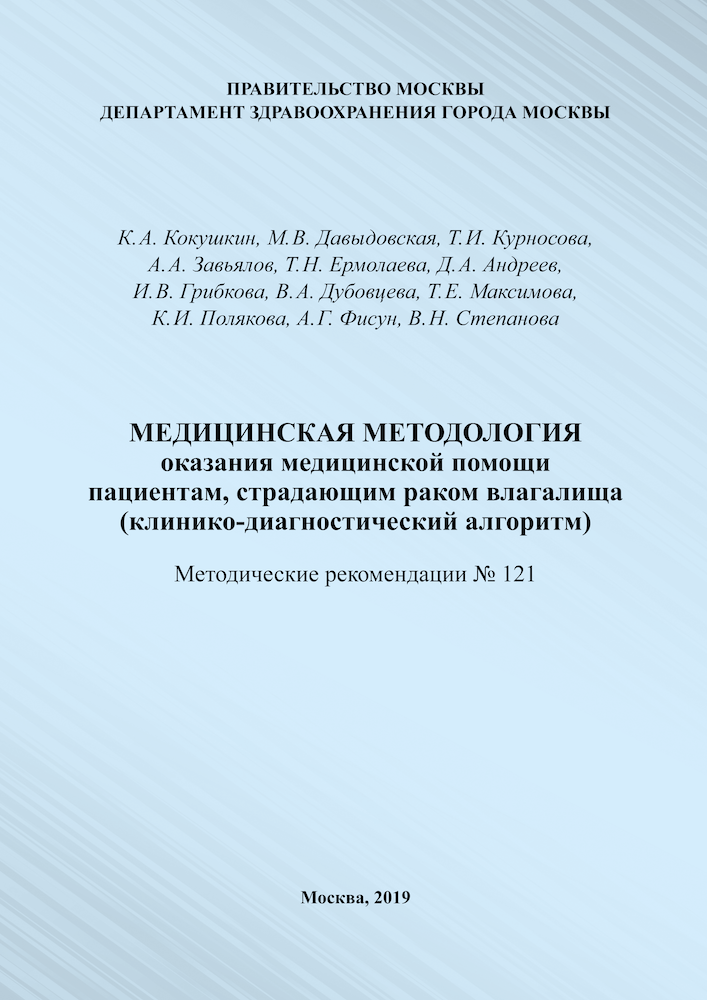 ПРАВИТЕЛЬСТВО МОСКВЫ
ДЕПАРТАМЕНТ ЗДРАВООХРАНЕНИЯ ГОРОДА МОСКВЫ
К. А. Кокушкин, М. В. Давыдовская, Т. И. Курносова,
А. А. Завьялов, Т. Н. Ермолаева, Д. А. Андреев,
И. В. Грибкова, В. А. Дубовцева, Т. Е. Максимова,
К. И. Полякова, А. Г. Фисун, В. Н. Степанова
МЕДИЦИНСКАЯ МЕТОДОЛОГИЯ
оказания медицинской помощи
пациентам, страдающим раком влагалища
(клинико-диагностический алгоритм)
Методические рекомендации № 121
Москва, 2019